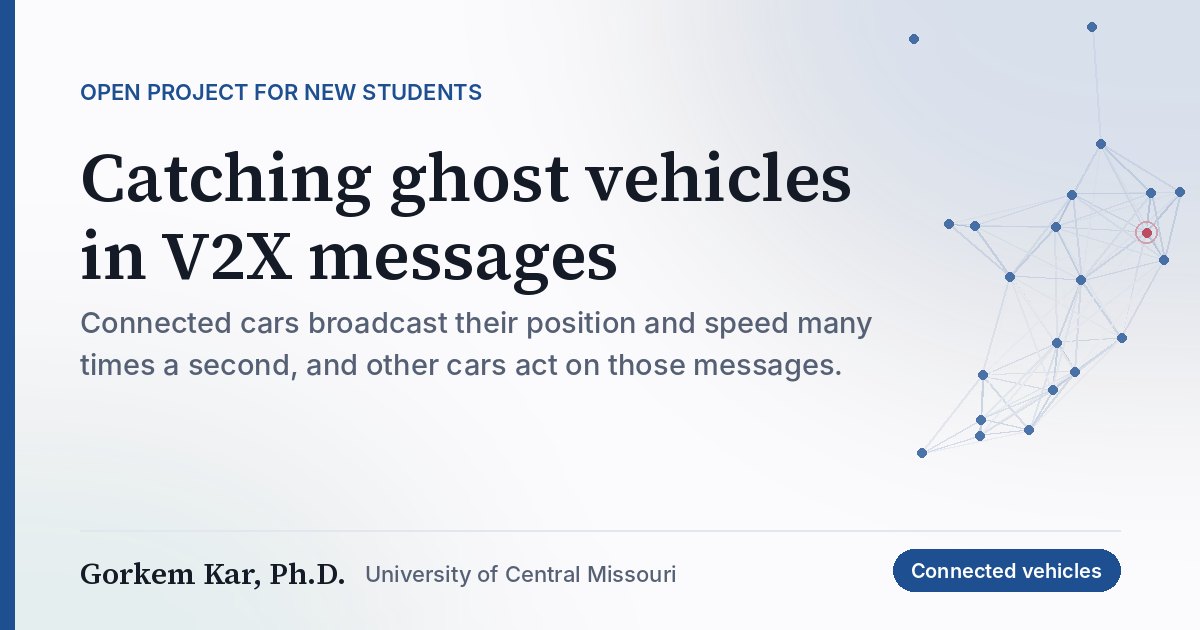 OPEN PROJECT FOR NEW STUDENTS
Catching ghost vehicles
in V2X messages
Connected cars broadcast their position and speed many
times a second, and other cars act on those messages.
Gorkem Kar, Ph.D. University of Central Missouri
Connected vehicles